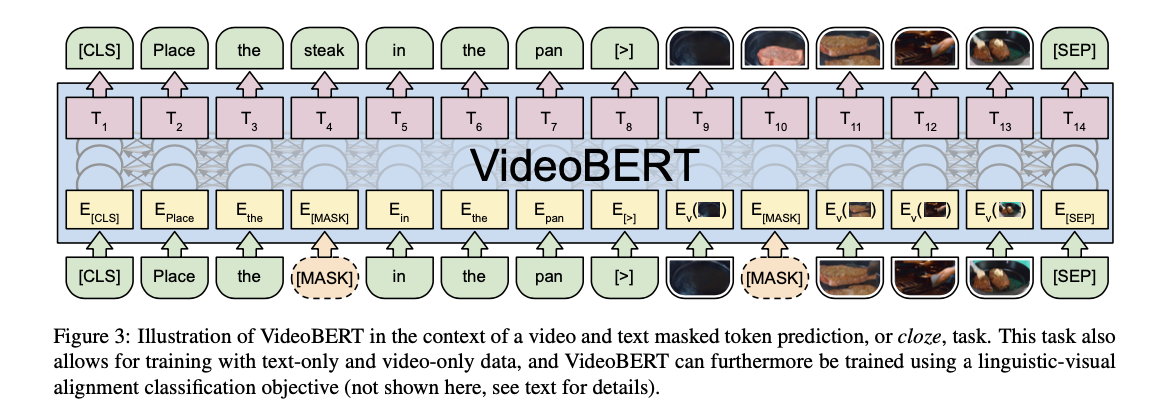 [CLS] Place the steak in the pan [>] [SEP]
T1 T2 T3 T4 T5 T6 T7 T8 T9 T10 T11 T12 T13 T14
VideoBERT
E[CLS] EPlace Ethe E[MASK] Ein Ethe Epan E[>] Ev( ) E[MASK] Ev( ) Ev( ) Ev( ) E[SEP]
[CLS] Place the [MASK] in the pan [>] [MASK] [SEP]
Figure 3: Illustration of VideoBERT in the context of a video and text masked token prediction, or cloze, task. This task also
allows for training with text-only and video-only data, and VideoBERT can furthermore be trained using a linguistic-visual
alignment classification objective (not shown here, see text for details).